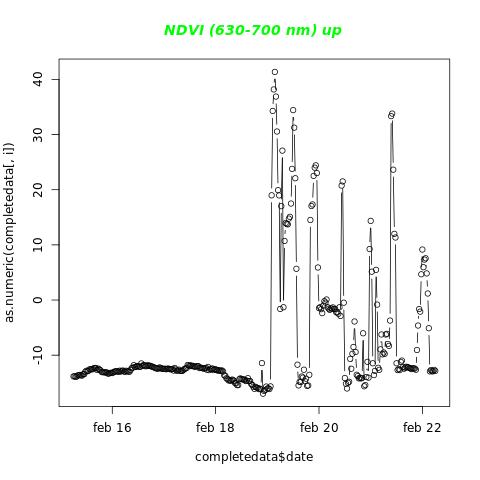 NDVI (630-700 nm) up
as.numeric(completedata[, i])
40
30
20
10
0
-10
feb 16
feb 18
feb 20
feb 22
completedata$date